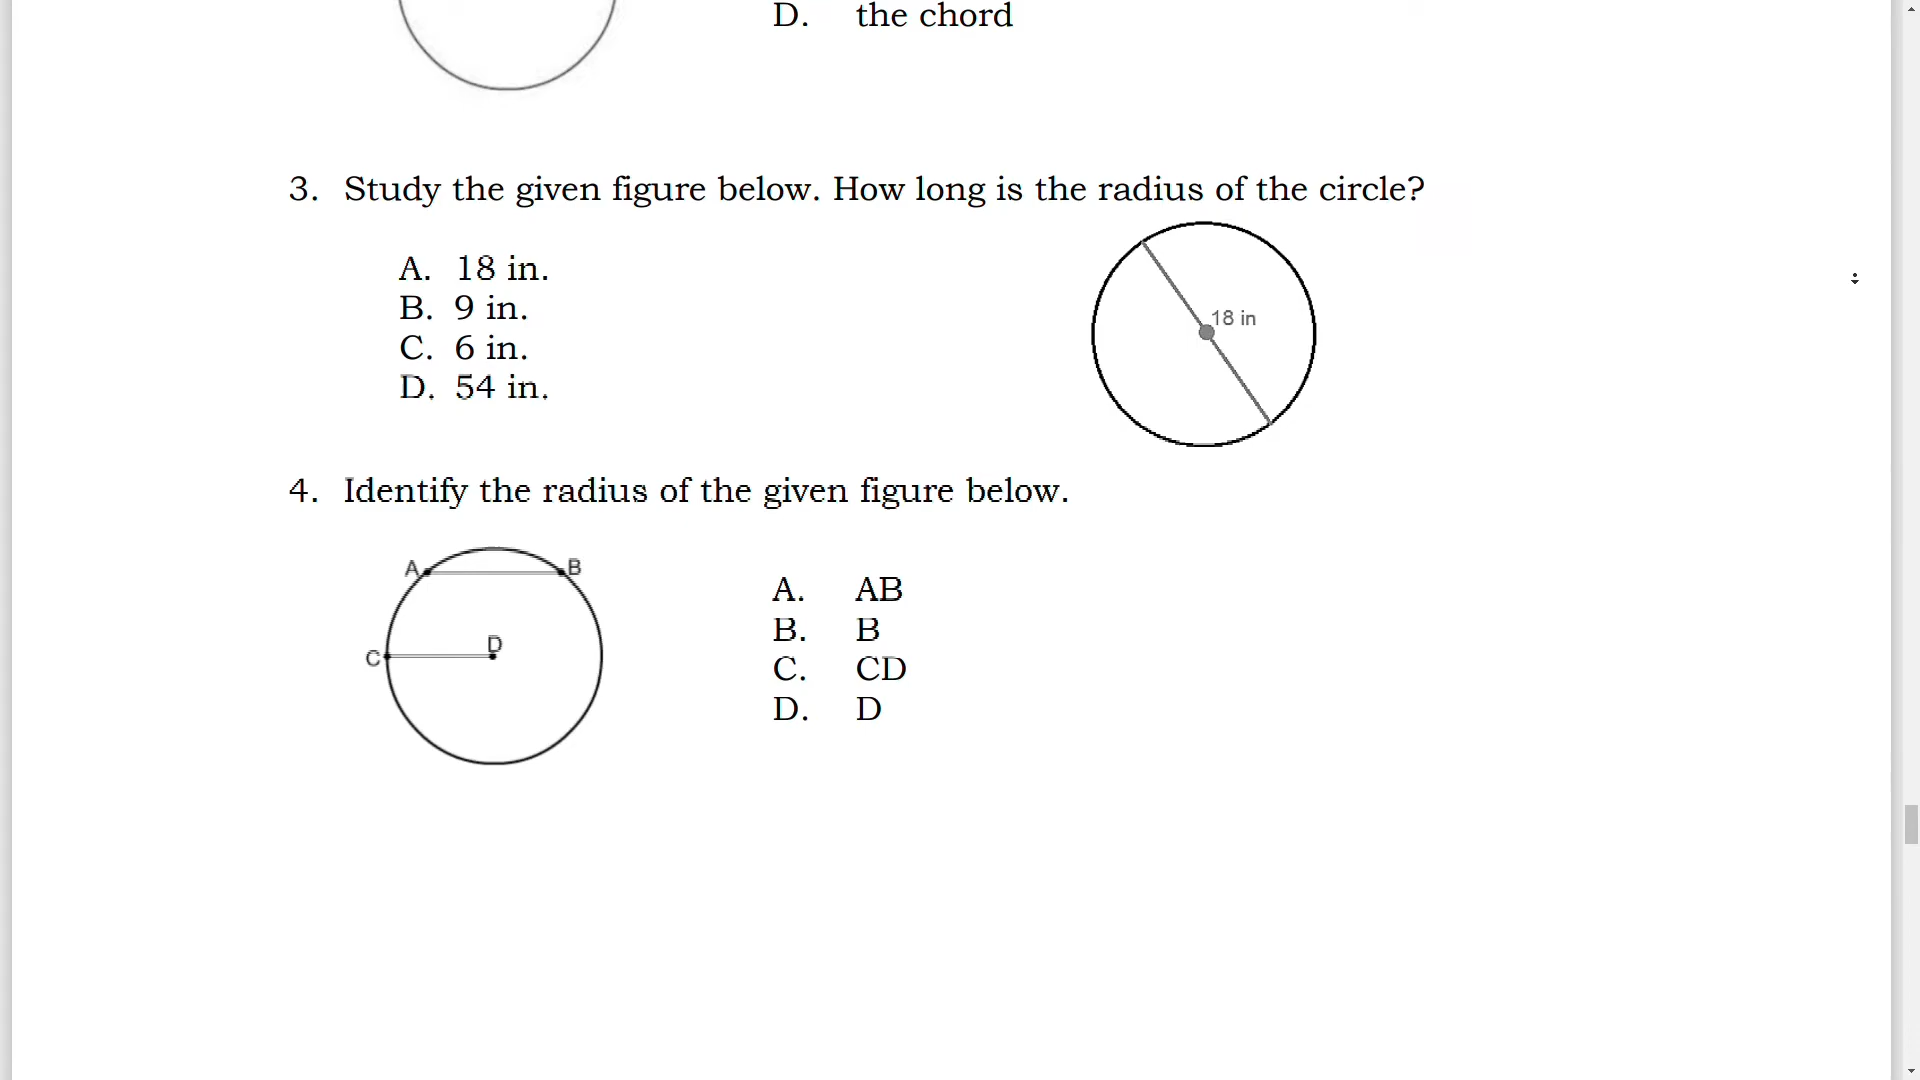 D. the chord
3. Study the given figure below. How long is the radius of the circle?
A. 18 in.
B. 9 in.
C. 6 in.
D. 54 in.
18 in
4. Identify the radius of the given figure below.
A B
C D
A. AB
B. B
C. CD
D. D